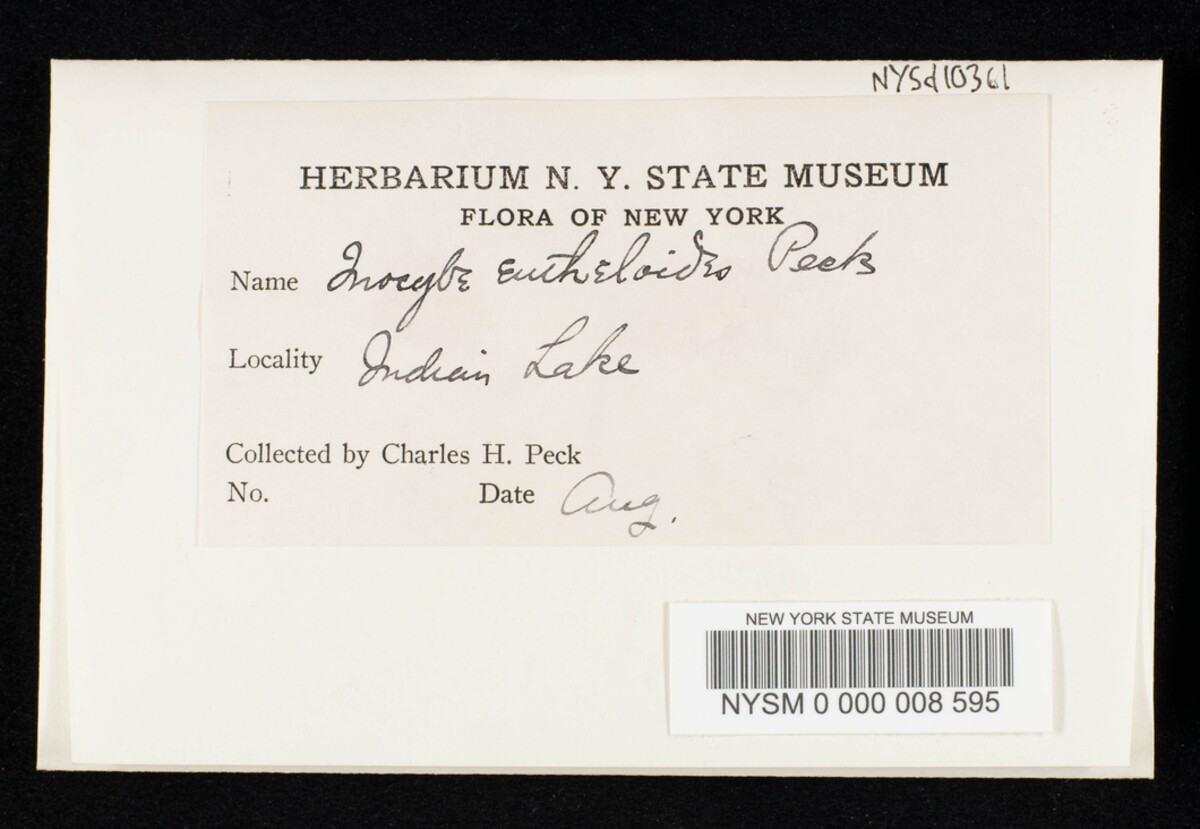 NYSd10361
HERBARIUM N. Y. STATE MUSEUM
FLORA OF NEW YORK
Name Inocybe eutheloides Peck
Locality Indian Lake
Collected by Charles H. Peck
No. Date Aug.
NEW YORK STATE MUSEUM
NYSM 0 000 008 595